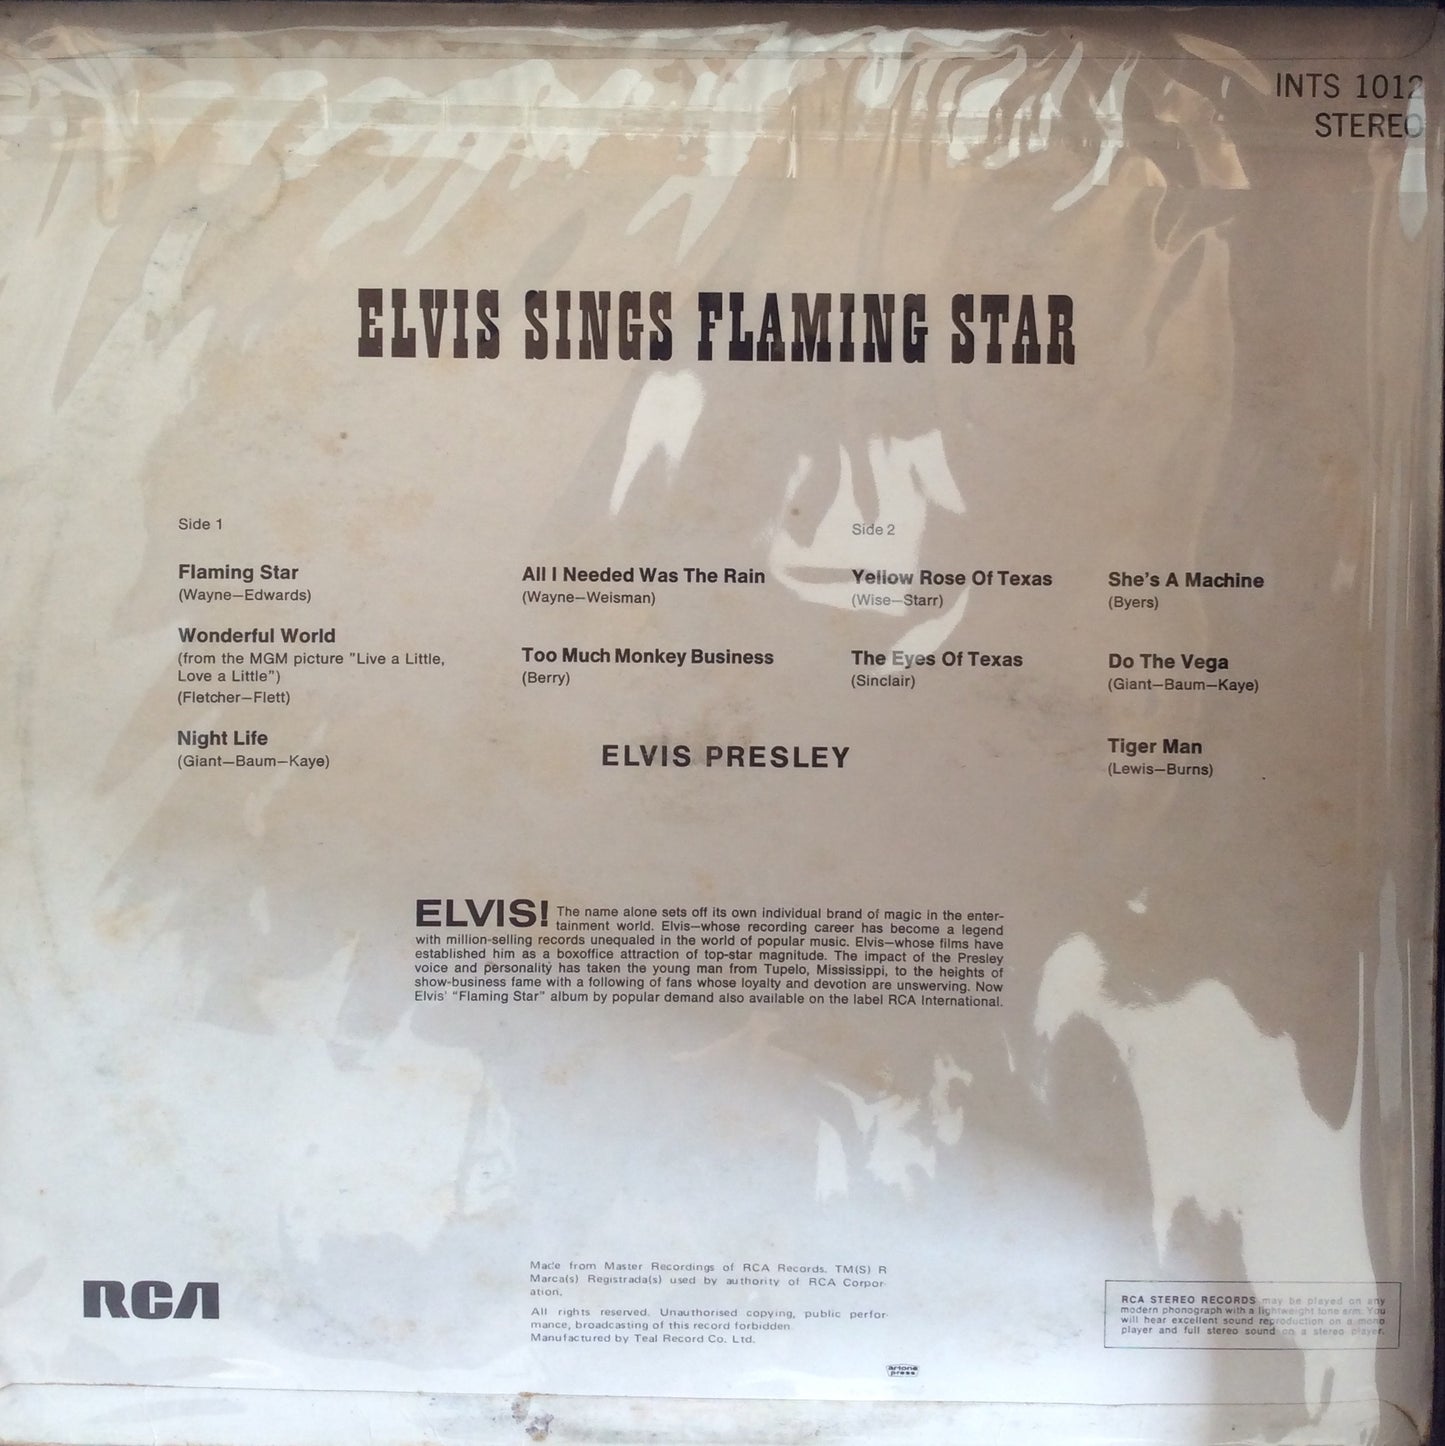 INTS 1012
STEREO
ELVIS SINGS FLAMING STAR
Side 1
Flaming Star
(Wayne—Edwards)
Wonderful World
(from the MGM picture "Live a Little,
Love a Little")
(Fletcher—Flett)
Night Life
(Giant—Baum—Kaye)
All I Needed Was The Rain
(Wayne—Weisman)
Too Much Monkey Business
(Berry)
Side 2
Yellow Rose Of Texas
(Wise—Starr)
The Eyes Of Texas
(Sinclair)
She's A Machine
(Byers)
Do The Vega
(Giant—Baum—Kaye)
Tiger Man
(Lewis—Burns)
ELVIS PRESLEY
ELVIS! The name alone sets off its own individual brand of magic in the enter-
tainment world. Elvis—whose recording career has become a legend
with million-selling records unequaled in the world of popular music. Elvis—whose films have
established him as a boxoffice attraction of top-star magnitude. The impact of the Presley
voice and personality has taken the young man from Tupelo, Mississippi, to the heights of
show-business fame with a following of fans whose loyalty and devotion are unswerving. Now
Elvis' "Flaming Star" album by popular demand also available on the label RCA International.
RCA
Made from Master Recordings of RCA Records. TM(S) R
Marca(s) Registrada(s) used by authority of RCA Corpor-
ation.
All rights reserved. Unauthorised copying, public perfor-
mance, broadcasting of this record forbidden.
Manufactured by Teal Record Co. Ltd.
artone
press
RCA STEREO RECORDS may be played on any
modern phonograph with a lightweight tone arm. You
will hear excellent sound reproduction on a mono
player and full stereo sound on a stereo player.